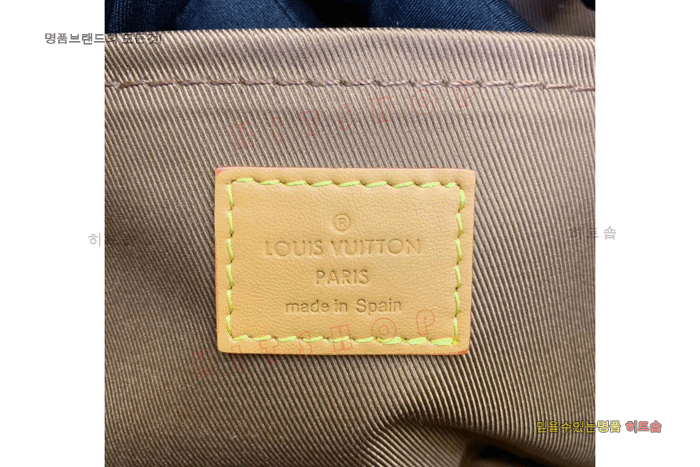 명품브랜드의 모든것!
®
LOUIS VUITTON
PARIS
made in Spain
히트숍
히트숍
믿을수있는명품 히트숍